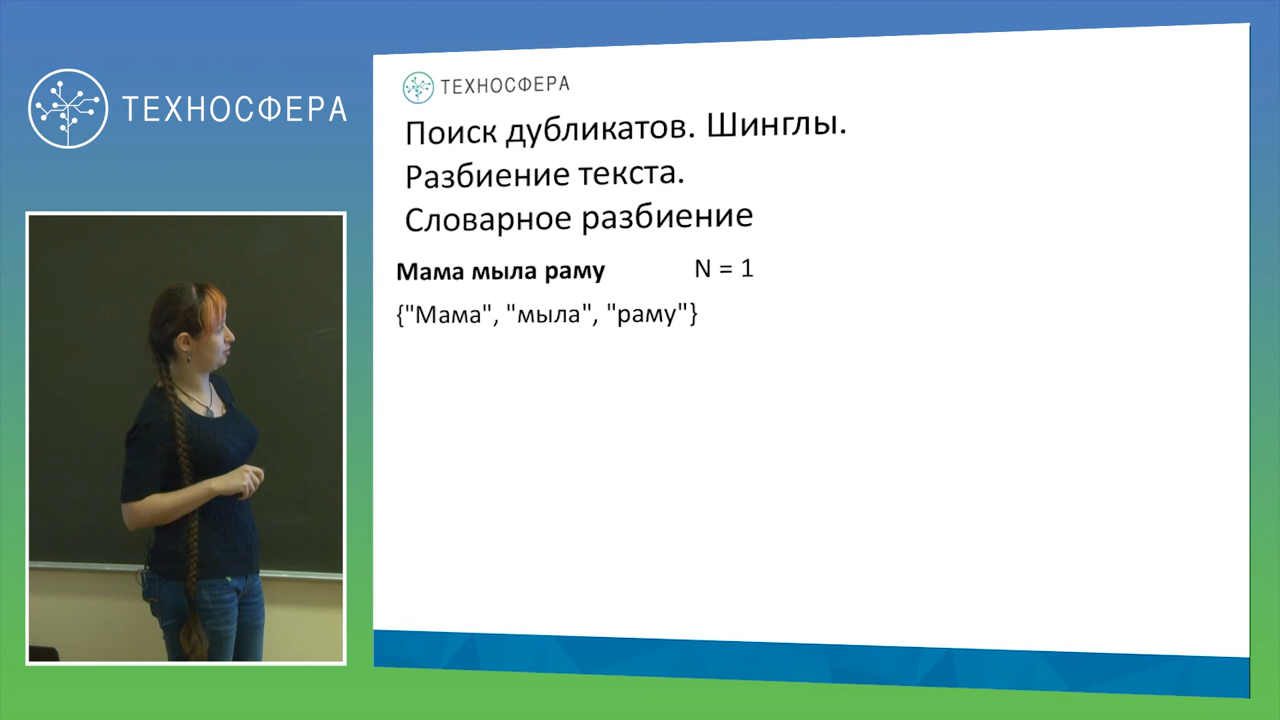 ТЕХНОСФЕРА
ТЕХНОСФЕРА
Поиск дубликатов. Шинглы.
Разбиение текста.
Словарное разбиение
Мама мыла раму N = 1
{"Мама", "мыла", "раму"}